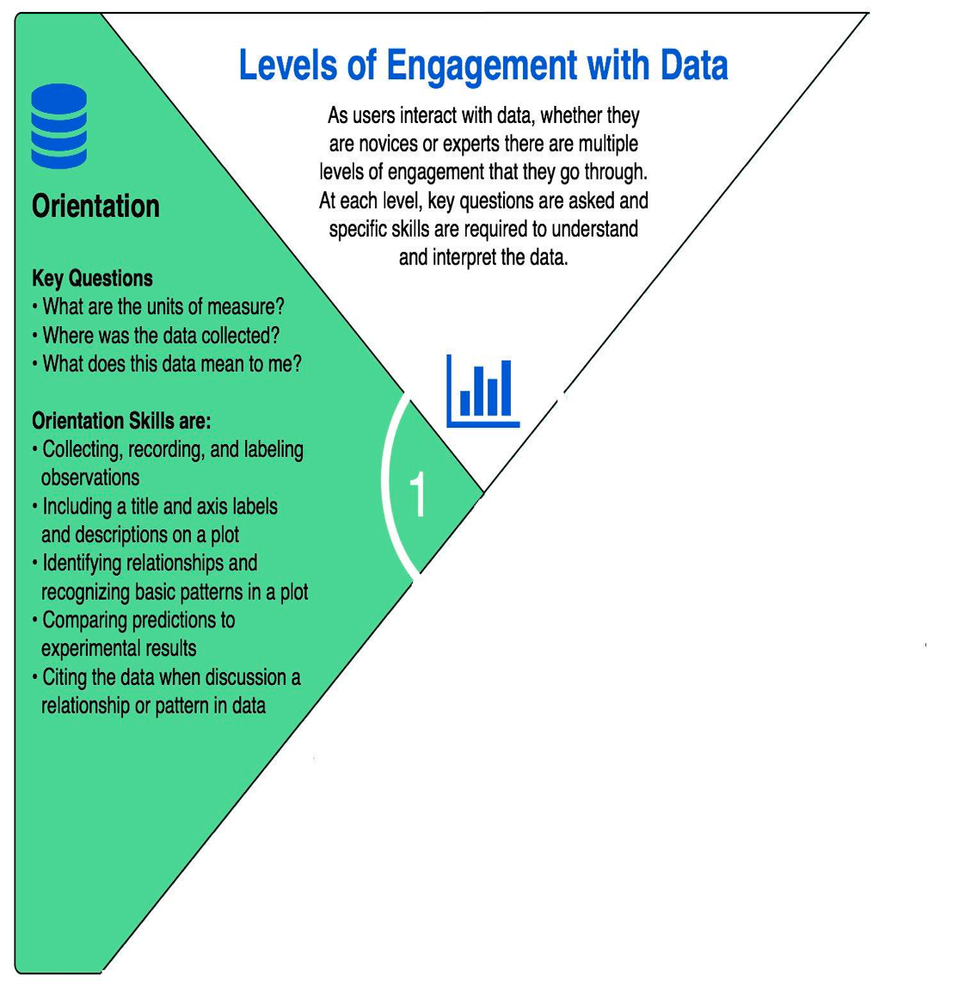 Levels of Engagement with Data
As users interact with data, whether they
are novices or experts there are multiple
levels of engagement that they go through.
At each level, key questions are asked and
specific skills are required to understand
and interpret the data.
Orientation
Key Questions
• What are the units of measure?
• Where was the data collected?
• What does this data mean to me?
Orientation Skills are:
• Collecting, recording, and labeling
observations
• Including a title and axis labels
and descriptions on a plot
• Identifying relationships and
recognizing basic patterns in a plot
• Comparing predictions to
experimental results
• Citing the data when discussion a
relationship or pattern in data
1